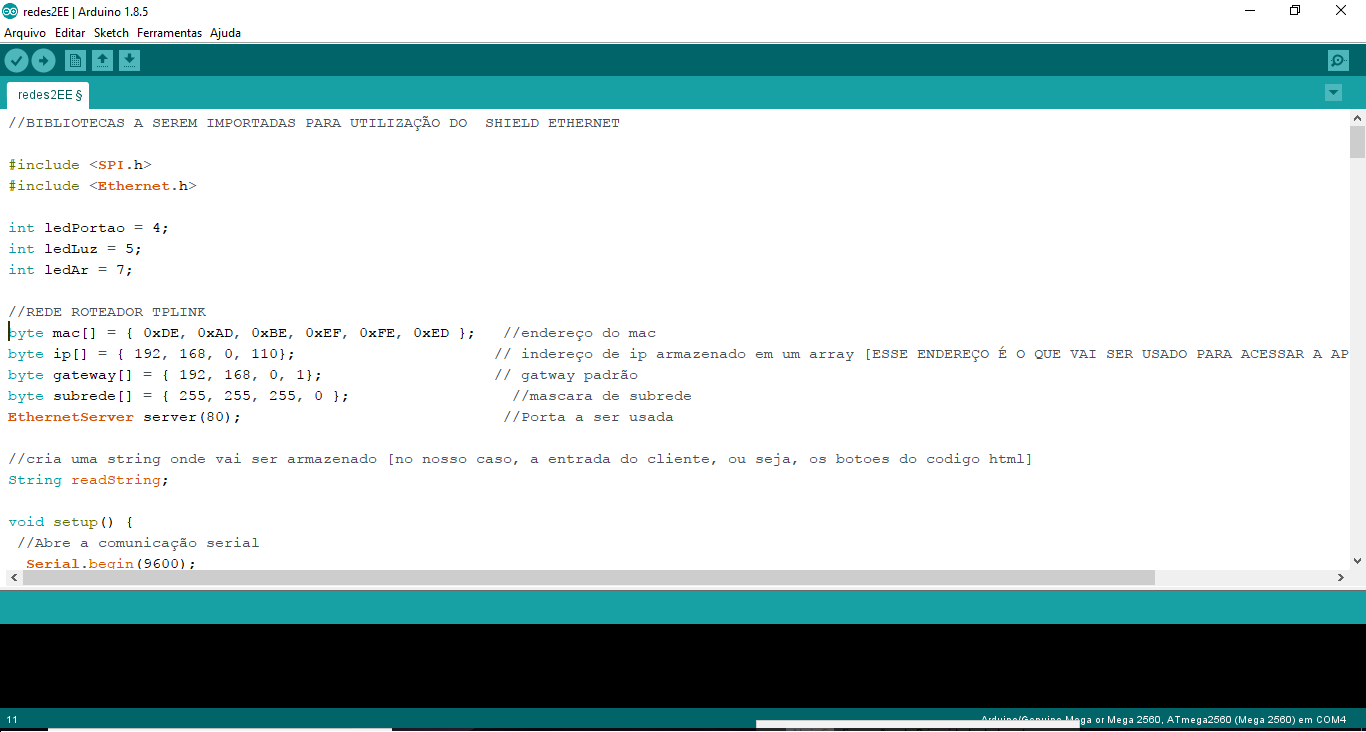 redes2EE | Arduino 1.8.5
Arquivo Editar Sketch Ferramentas Ajuda
redes2EE §
//BIBLIOTECAS A SEREM IMPORTADAS PARA UTILIZAÇÃO DO  SHIELD ETHERNET
#include <SPI.h>
#include <Ethernet.h>
int ledPortao = 4;
int ledLuz = 5;
int ledAr = 7;
//REDE ROTEADOR TPLINK
byte mac[] = { 0xDE, 0xAD, 0xBE, 0xEF, 0xFE, 0xED };   //endereço do mac
byte ip[] = { 192, 168, 0, 110};                      // indereço de ip armazenado em um array [ESSE ENDEREÇO É O QUE VAI SER USADO PARA ACESSAR A AP
byte gateway[] = { 192, 168, 0, 1};                   // gatway padrão
byte subrede[] = { 255, 255, 255, 0 };                  //mascara de subrede
EthernetServer server(80);                             //Porta a ser usada
//cria uma string onde vai ser armazenado [no nosso caso, a entrada do cliente, ou seja, os botoes do codigo html]
String readString;
void setup() {
//Abre a comunicação serial
Serial.begin(9600);
11
Arduino/Genuino Mega or Mega 2560, ATmega2560 (Mega 2560) em COM4